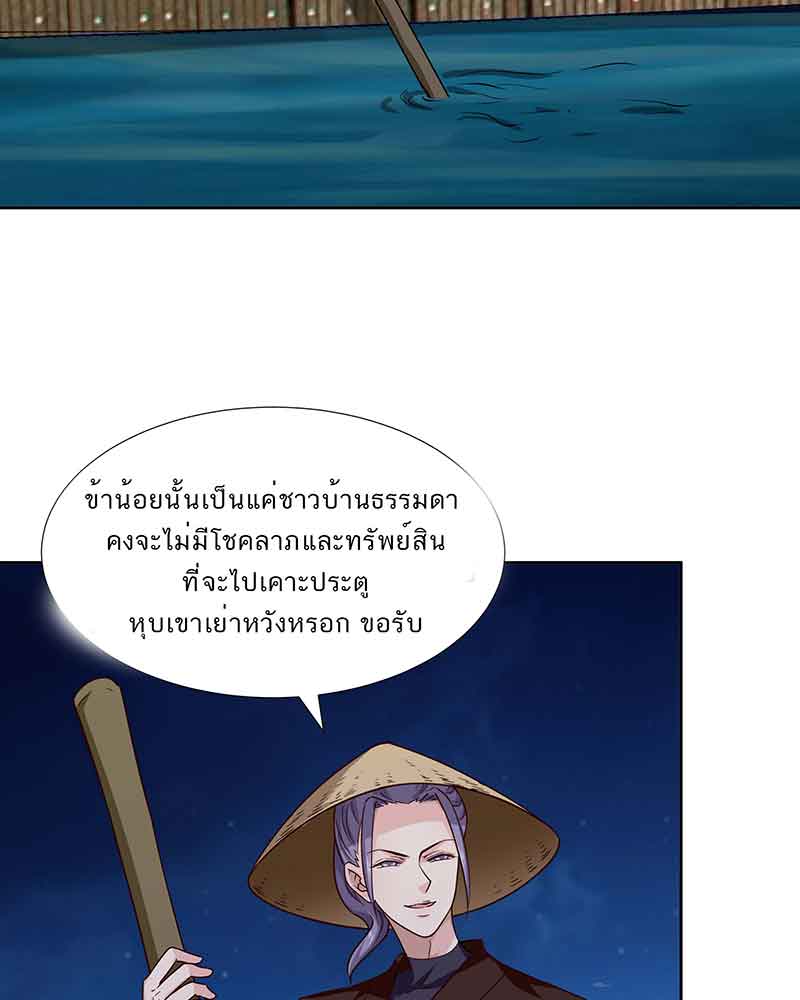 ข้าน้อยนั้นเป็นแค่ชาวบ้านธรรมดา
คงจะไม่มีโชคลาภและทรัพย์สิน
ที่จะไปเคาะประตู
หุบเขาเย่าหวังหรอก ขอรับ